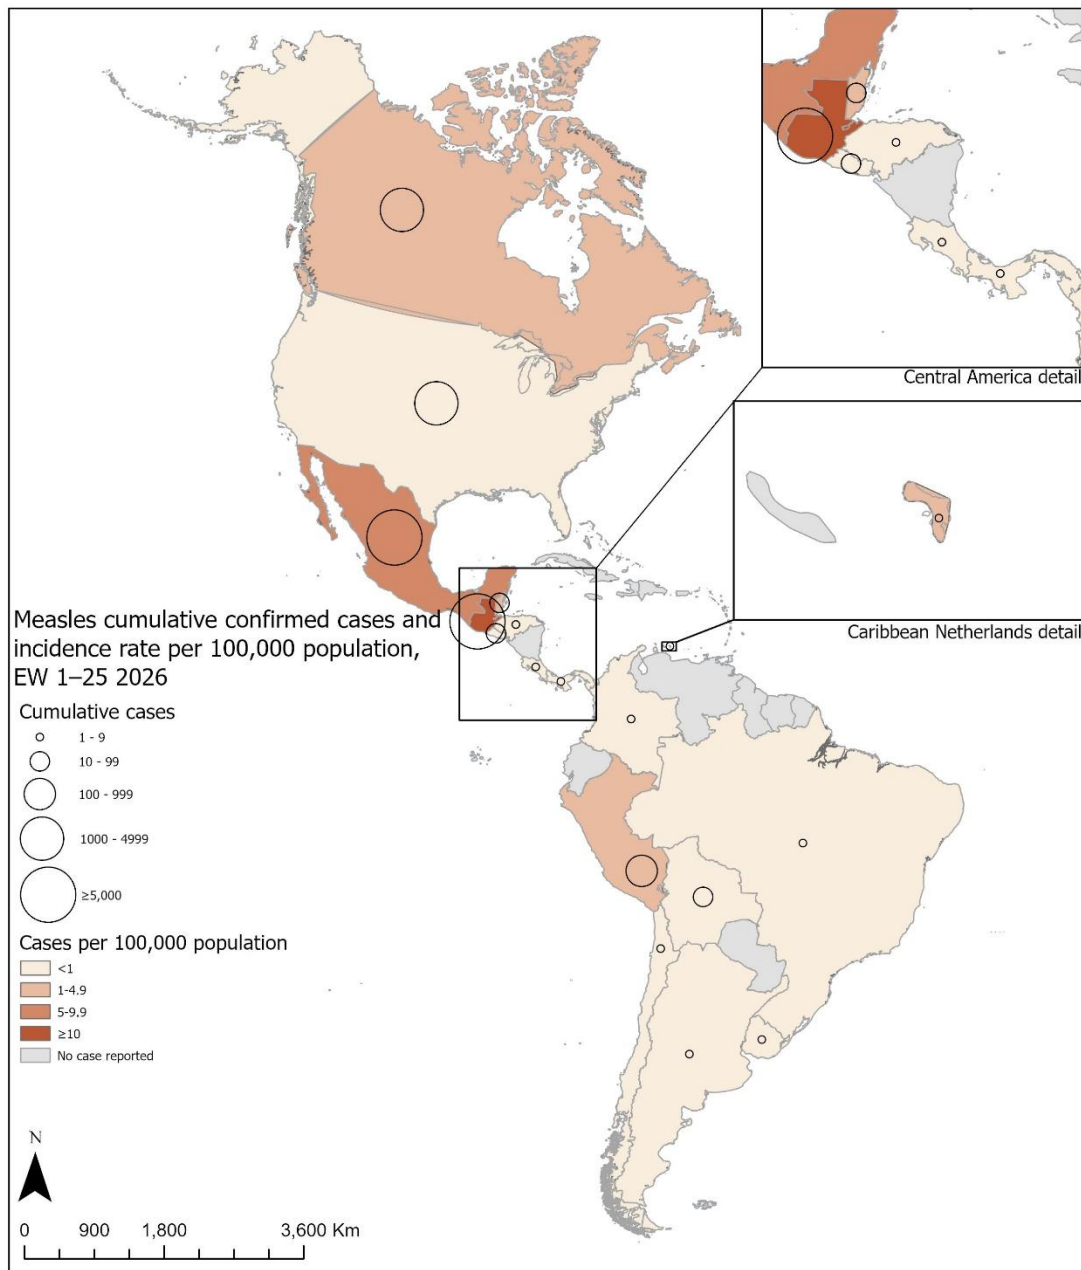 Central America detail
Caribbean Netherlands detail
Measles cumulative confirmed cases and
incidence rate per 100,000 population,
EW 1–25 2026
Cumulative cases
1 - 9
10 - 99
100 - 999
1000 - 4999
≥5,000
Cases per 100,000 population
<1
1-4.9
5-9.9
≥10
No case reported
N
0 900 1,800 3,600 Km